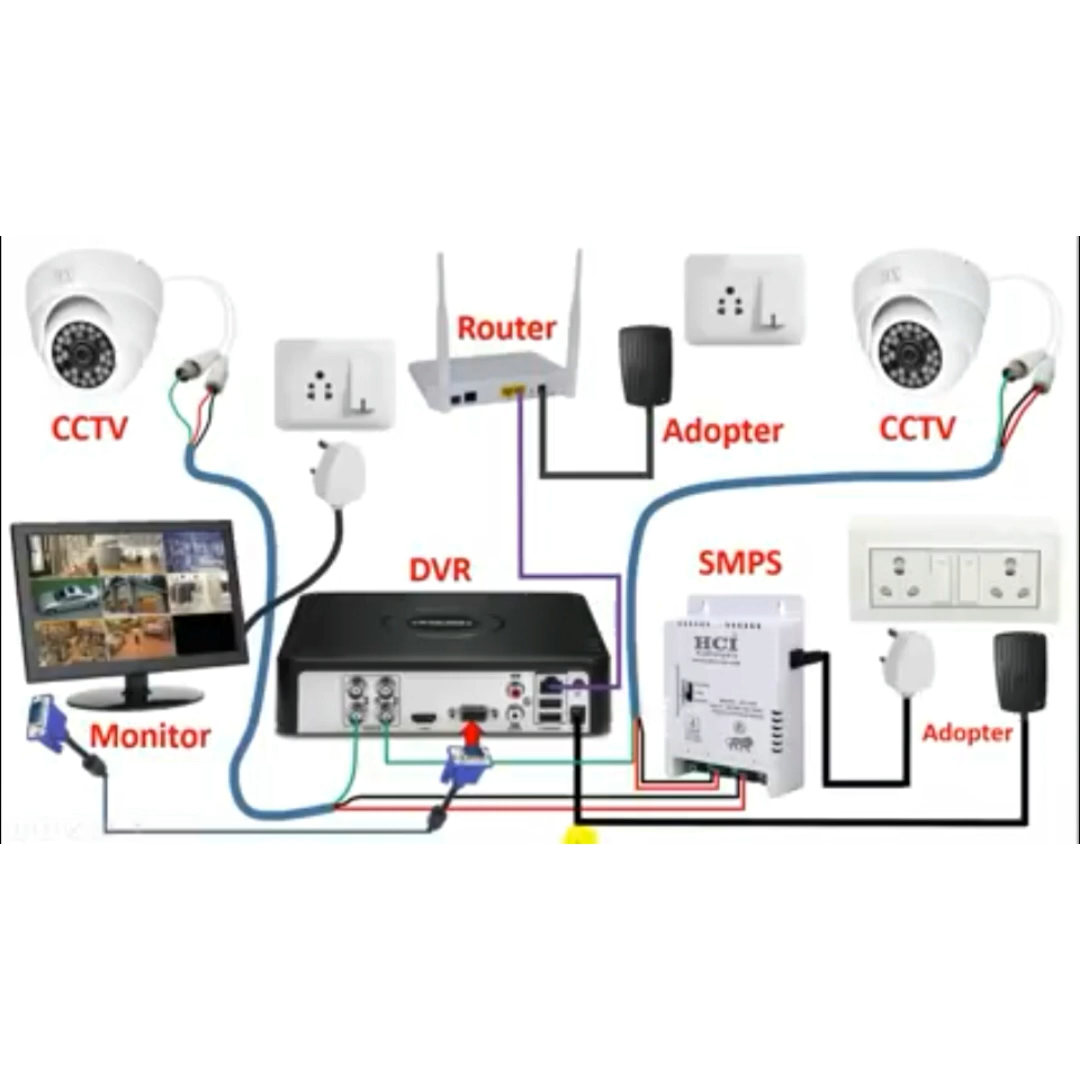 Router
CCTV
Adopter
CCTV
DVR
SMPS
HCI
Monitor
Adopter